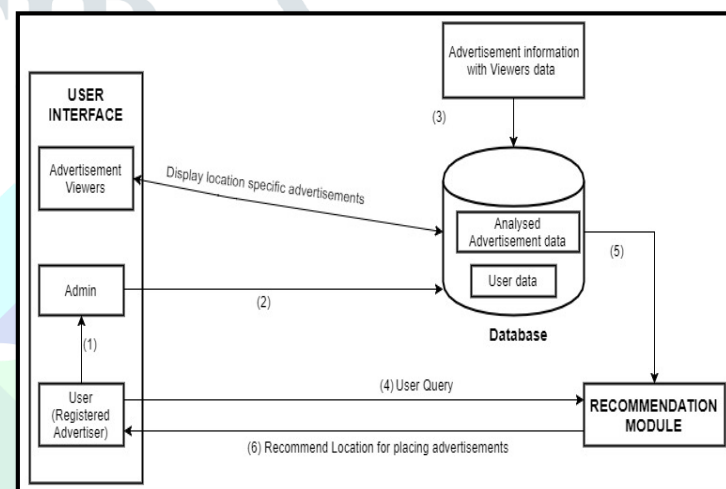 Advertisement information
with Viewers data
USER
INTERFACE
(3)
Advertisement
Viewers
Display location specific advertisements
Analysed
Advertisement data
User data
(5)
Admin
(2)
Database
(1)
User
(Registered
Advertiser)
(4) User Query
RECOMMENDATION
MODULE
(6) Recommend Location for placing advertisements